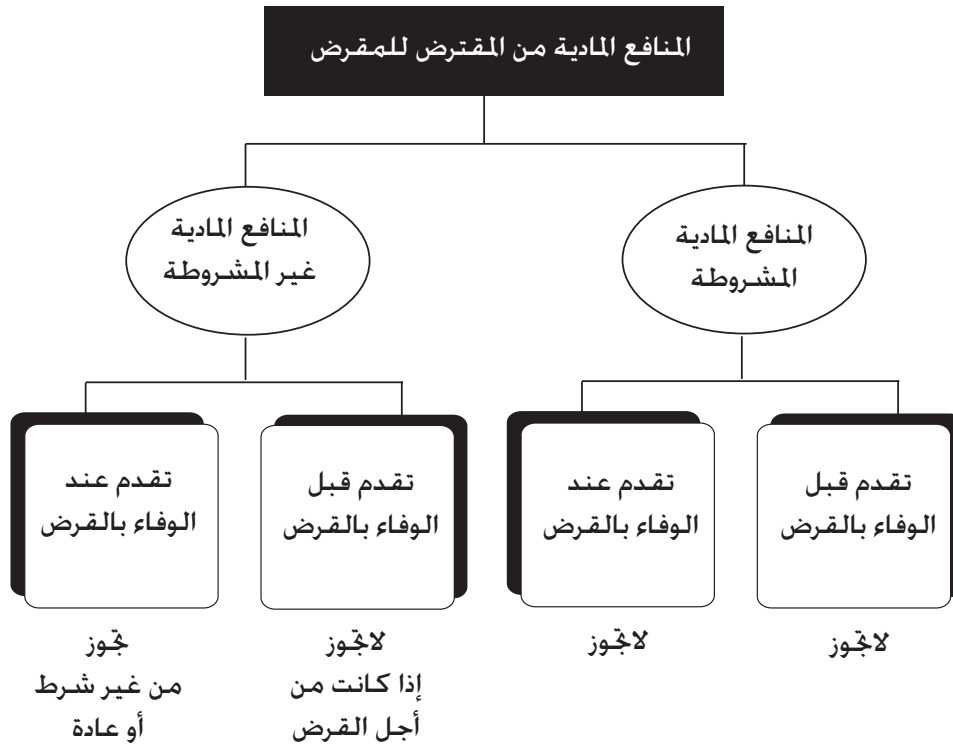 المنافع المادية من المقترض للمقرض
المنافع المادية
المشروطة
المنافع المادية
غير المشروطة
تقدم قبل
الوفاء بالقرض
تقدم عند
الوفاء بالقرض
تقدم قبل
الوفاء بالقرض
تقدم عند
الوفاء بالقرض
لاتجوز
لاتجوز
لاتجوز
إذا كانت من
أجل القرض
تجوز
من غير شرط
أو عادة